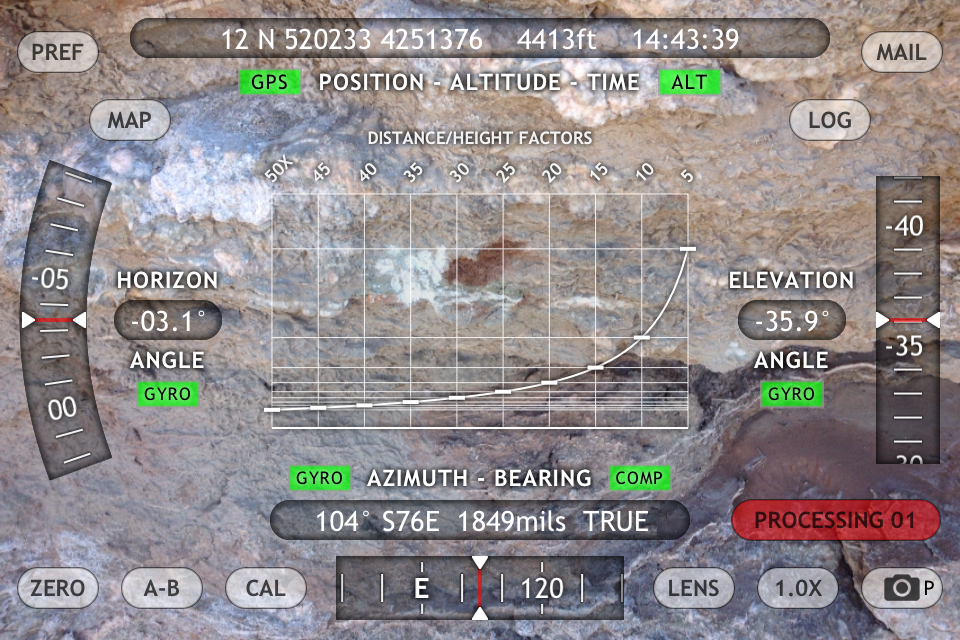 PREF
12 N 520233 4251376 4413ft 14:43:39
MAIL
GPS POSITION - ALTITUDE - TIME ALT
MAP
LOG
DISTANCE/HEIGHT FACTORS
50X 45 40 35 30 25 20 15 10 5
-05
00
HORIZON
-03.1°
ANGLE
GYRO
ELEVATION
-35.9°
ANGLE
GYRO
-40
-35
-30
GYRO AZIMUTH - BEARING COMP
104° S76E 1849mils TRUE
PROCESSING 01
ZERO
A-B
CAL
E 120
LENS
1.0X
P